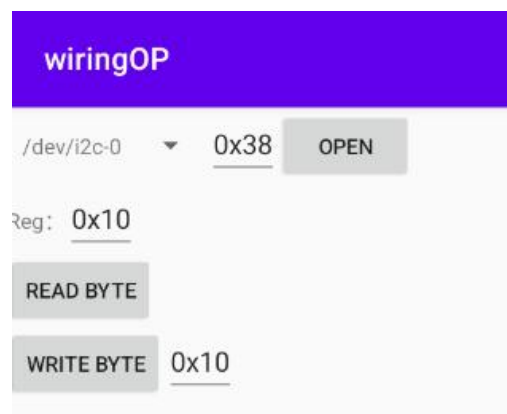 wiringOP
/dev/i2c-0 0x38 OPEN
Reg: 0x10
READ BYTE
WRITE BYTE 0x10